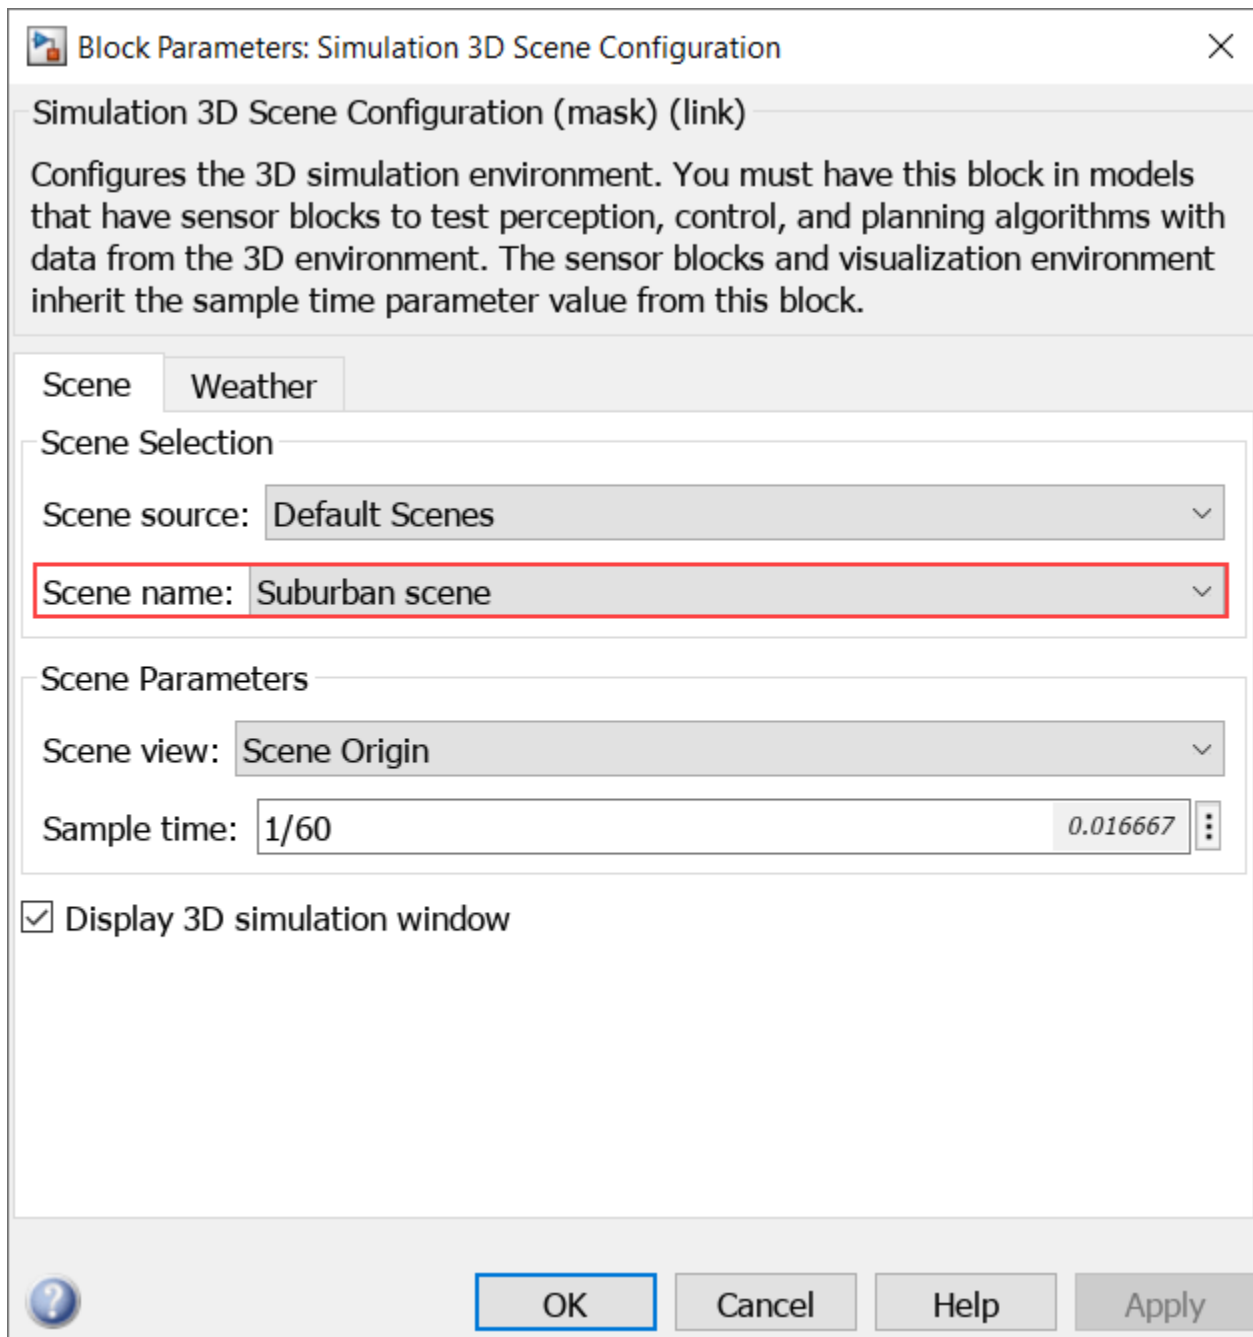 Block Parameters: Simulation 3D Scene Configuration
Simulation 3D Scene Configuration (mask) (link)
Configures the 3D simulation environment. You must have this block in models
that have sensor blocks to test perception, control, and planning algorithms with
data from the 3D environment. The sensor blocks and visualization environment
inherit the sample time parameter value from this block.
Scene Weather
Scene Selection
Scene source: Default Scenes
Scene name: Suburban scene
Scene Parameters
Scene view: Scene Origin
Sample time: 1/60 0.016667
Display 3D simulation window
? OK Cancel Help Apply